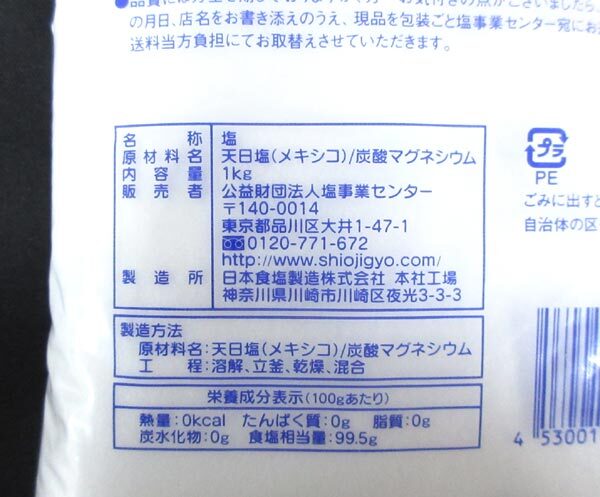 の月日、店名をお書き添えのうえ、現品を包装ごと塩事業センター宛にお
送料当方負担にてお取替えさせていただきます。
名称 塩
原材料名 天日塩(メキシコ)/炭酸マグネシウム
内容量 1kg
販売者 公益財団法人塩事業センター
〒140-0014
東京都品川区大井1-47-1
0120-771-672
http://www.shiojigyo.com/
製造所 日本食塩製造株式会社 本社工場
神奈川県川崎市川崎区夜光3-3-3
プラ
PE
ごみに出すと
自治体の区
製造方法
原材料名:天日塩(メキシコ)/炭酸マグネシウム
工程:溶解、立釜、乾燥、混合
栄養成分表示(100gあたり)
熱量:0kcal たんぱく質:0g 脂質:0g
炭水化物:0g 食塩相当量:99.5g
4 53001